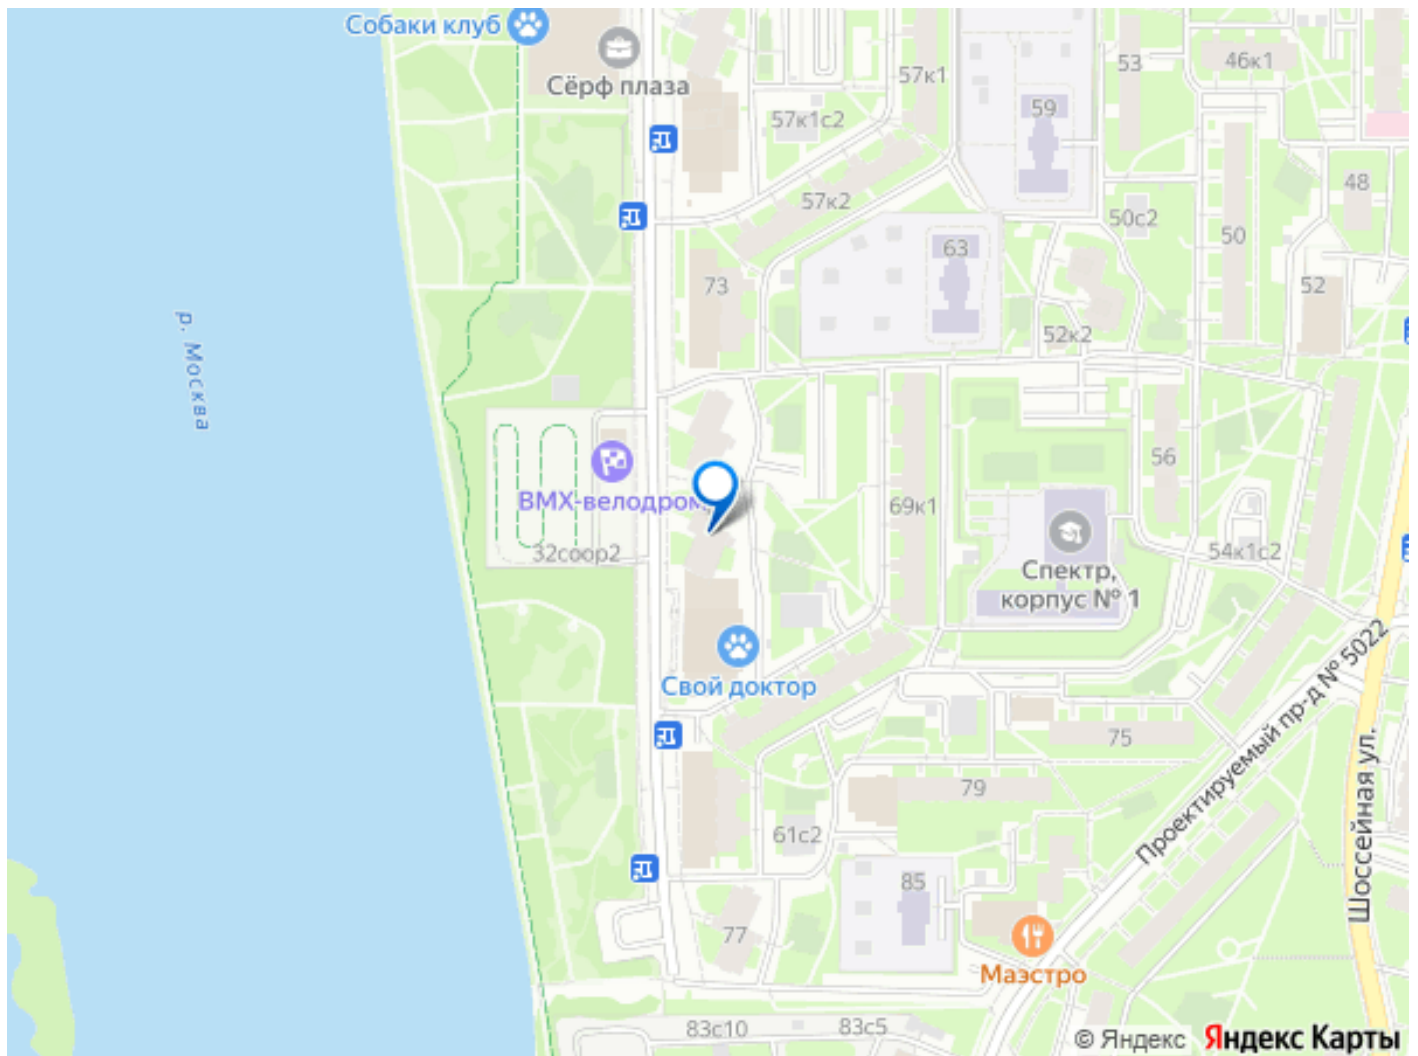 Собаки клуб
Сёрф плаза
57к1
53
46к1
57к1с2
59
48
57к2
50с2
50
63
73
52
52к2
р. Москва
56
BMX-велодром
69к1
32соор2
54к1с2
Спектр,
корпус № 1
Свой доктор
75
Проектируемый пр-д № 5022
Шоссейная ул.
79
61с2
85
77
Маэстро
83с10
83с5
© Яндекс Яндекс Карты